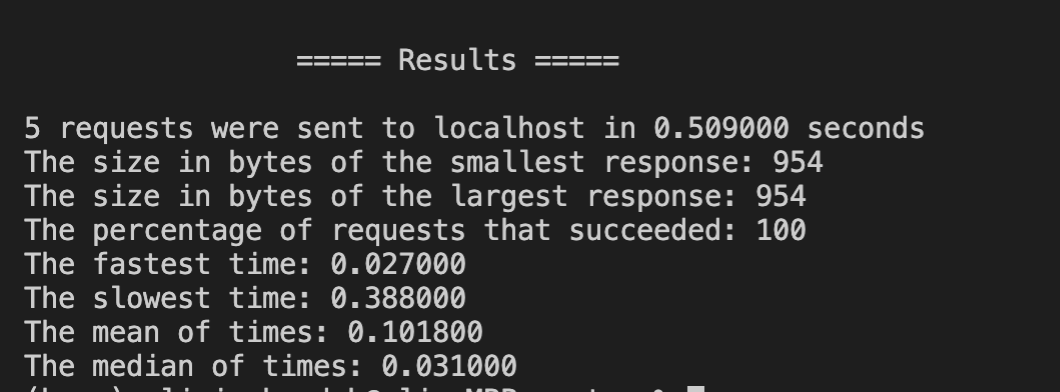 ===== Results =====
5 requests were sent to localhost in 0.509000 seconds
The size in bytes of the smallest response: 954
The size in bytes of the largest response: 954
The percentage of requests that succeeded: 100
The fastest time: 0.027000
The slowest time: 0.388000
The mean of times: 0.101800
The median of times: 0.031000